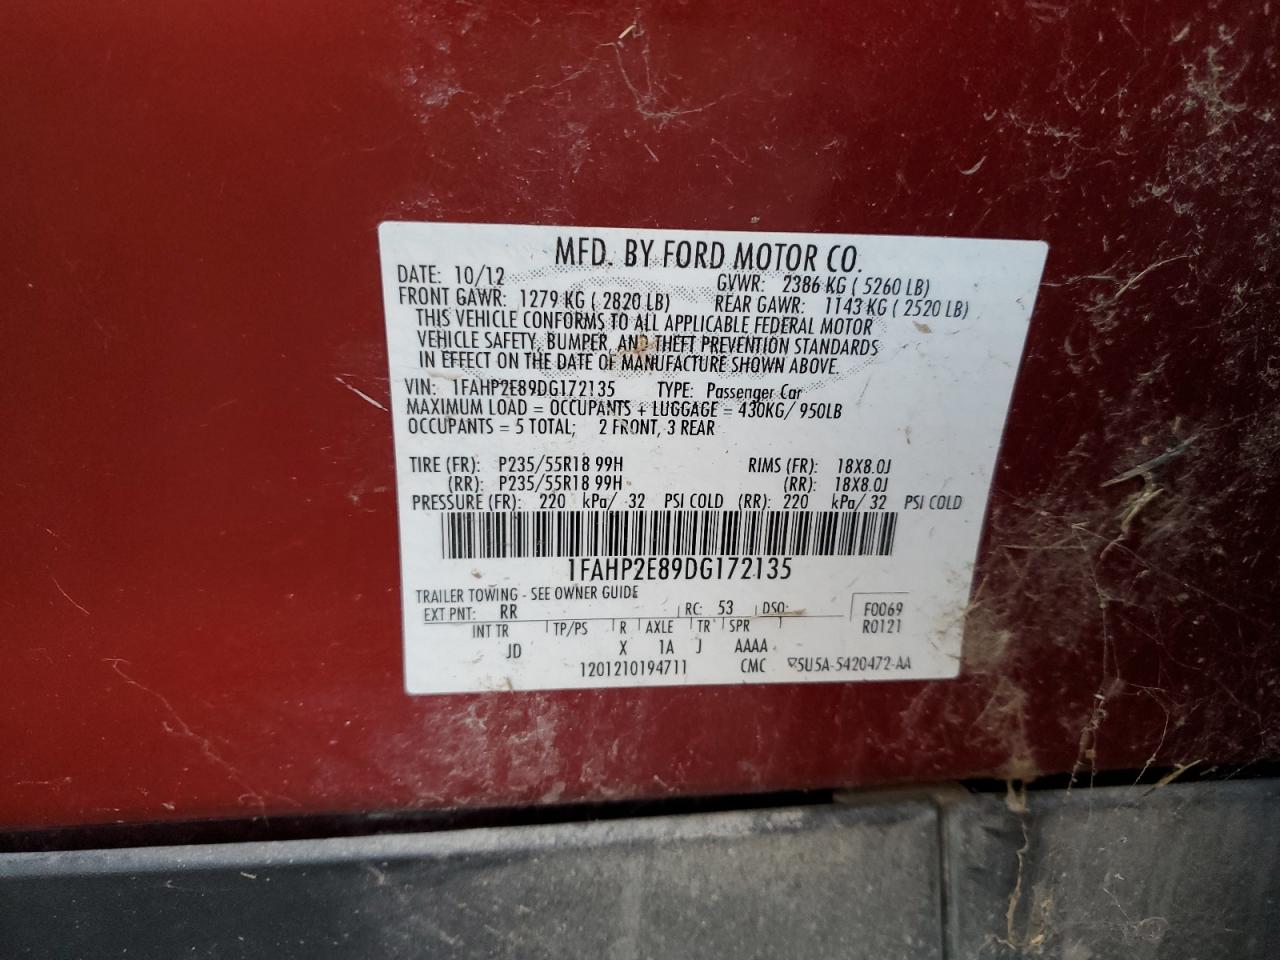 MFD. BY FORD MOTOR CO.
DATE: 10/12 GVWR: 2386 KG ( 5260 LB)
FRONT GAWR: 1279 KG ( 2820 LB) REAR GAWR: 1143 KG ( 2520 LB)
THIS VEHICLE CONFORMS TO ALL APPLICABLE FEDERAL MOTOR
VEHICLE SAFETY, BUMPER, AND THEFT PREVENTION STANDARDS
IN EFFECT ON THE DATE OF MANUFACTURE SHOWN ABOVE.
VIN: 1FAHP2E89DG172135 TYPE: Passenger Car
MAXIMUM LOAD = OCCUPANTS + LUGGAGE = 430KG/ 950LB
OCCUPANTS = 5 TOTAL; 2 FRONT, 3 REAR
TIRE (FR): P235/55R18 99H RIMS (FR): 18X8.0J
(RR): P235/55R18 99H (RR): 18X8.0J
PRESSURE (FR): 220 kPa/ 32 PSI COLD (RR): 220 kPa/ 32 PSI COLD
1FAHP2E89DG172135
TRAILER TOWING - SEE OWNER GUIDE
EXT PNT: RR RC: 53 DSO: F0069
INT TR TP/PS R AXLE TR SPR R0121
JD X 1A J AAAA
1201210194711 CMC 5U5A-5420472-AA